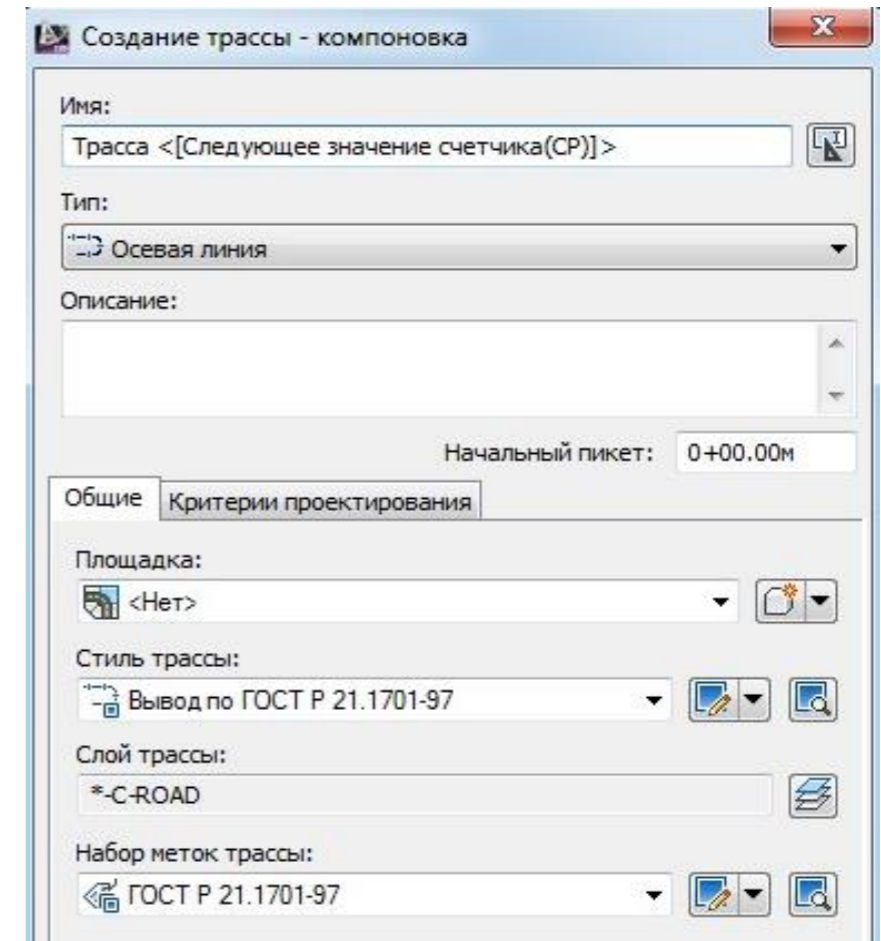 Создание трассы - компоновка
Имя:
Трасса <[Следующее значение счетчика(CP)]>
Тип:
Осевая линия
Описание:
Начальный пикет: 0+00.00м
Общие Критерии проектирования
Площадка:
<Нет>
Стиль трассы:
Вывод по ГОСТ Р 21.1701-97
Слой трассы:
*-C-ROAD
Набор меток трассы:
ГОСТ Р 21.1701-97